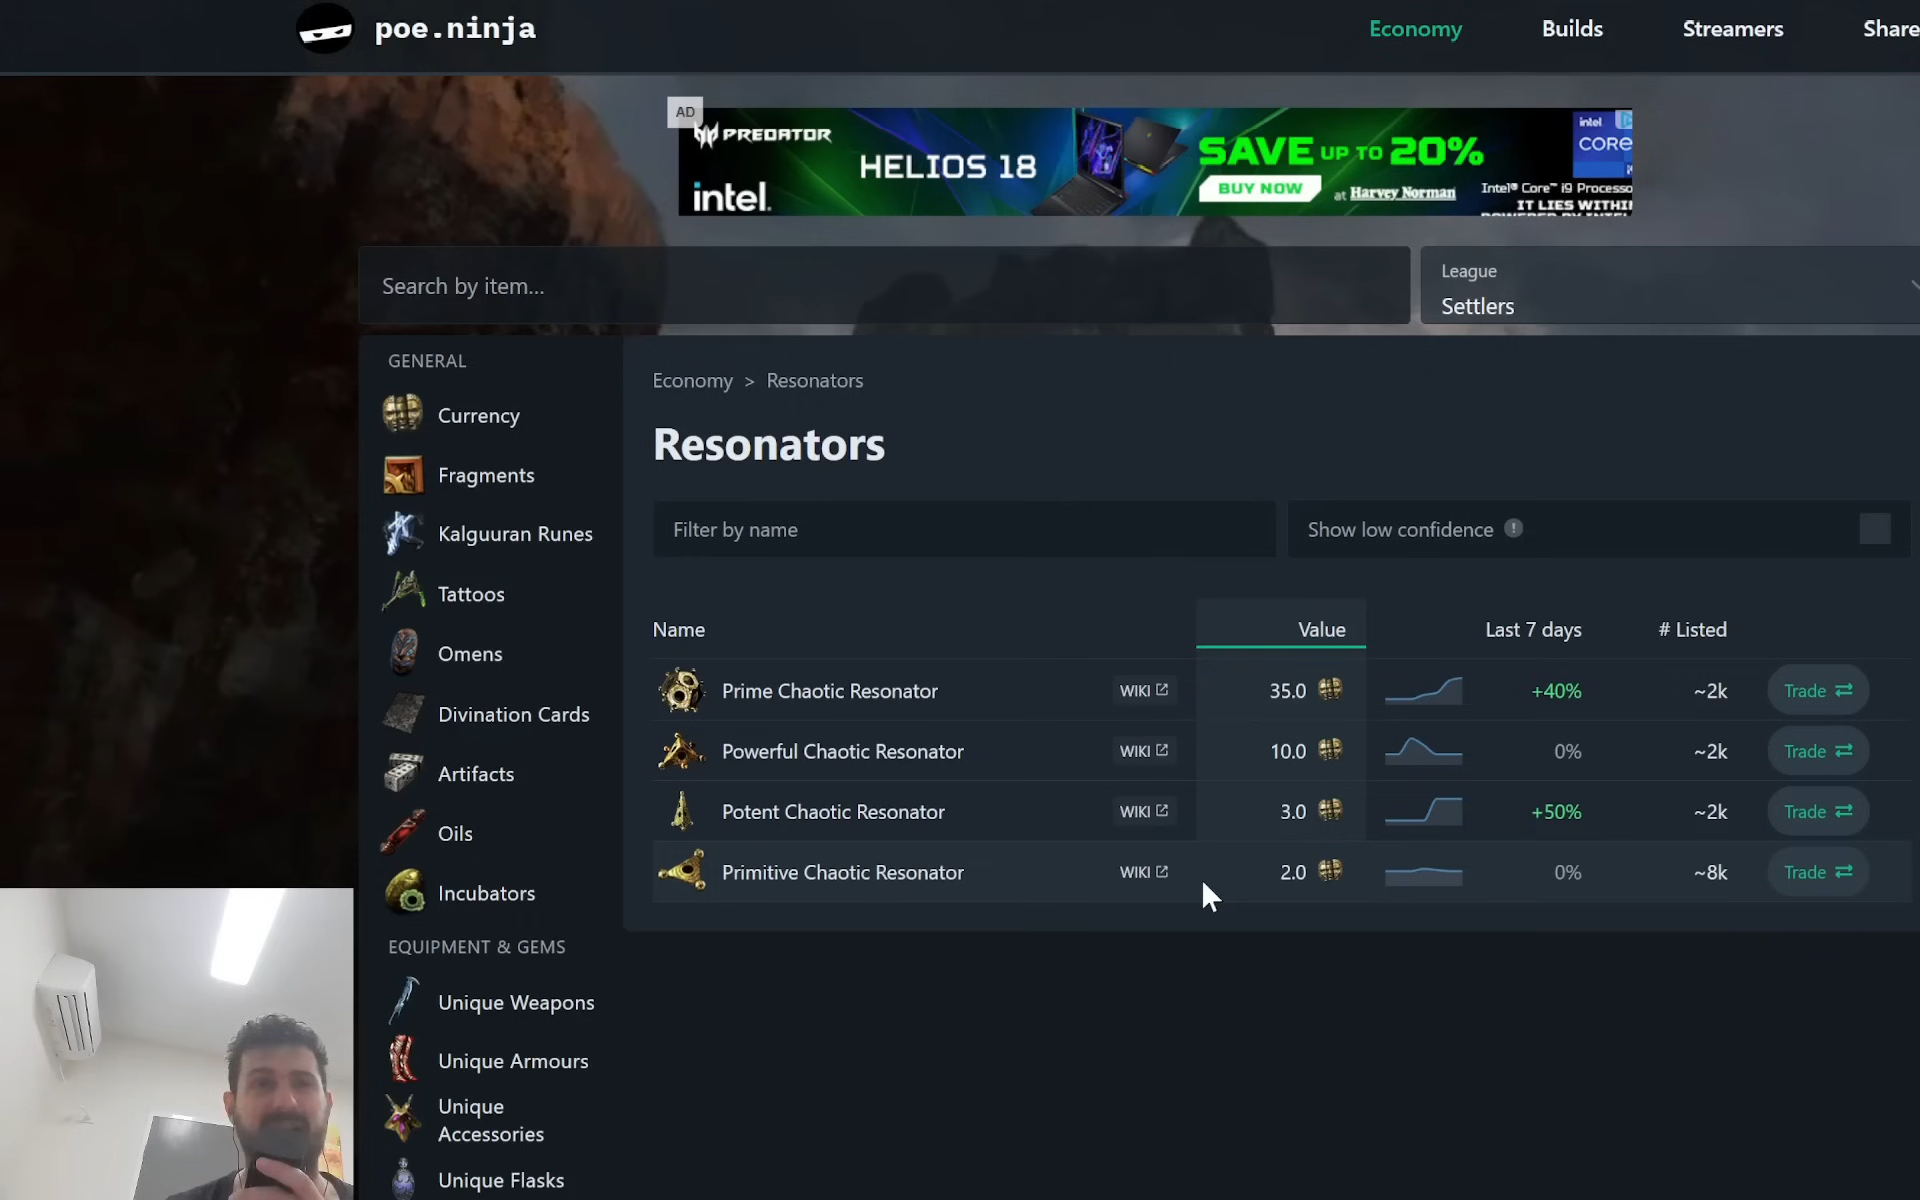 poe.ninja
Economy
Builds
Streamers
Share
AD
PREDATOR
intel.
HELIOS 18
SAVE UP TO 20%
BUY NOW
at Harvey Norman
intel
CORE
Intel® Core™ i9 Processo
IT LIES WITHIN
Search by item...
League
Settlers
GENERAL
Currency
Fragments
Kalguuran Runes
Tattoos
Omens
Divination Cards
Artifacts
Oils
Incubators
EQUIPMENT & GEMS
Unique Weapons
Unique Armours
Unique
Accessories
Unique Flasks
Economy > Resonators
Resonators
Filter by name
Show low confidence
Name Value Last 7 days # Listed
Prime Chaotic Resonator WIKI 35.0 +40% ~2k Trade
Powerful Chaotic Resonator WIKI 10.0 0% ~2k Trade
Potent Chaotic Resonator WIKI 3.0 +50% ~2k Trade
Primitive Chaotic Resonator WIKI 2.0 0% ~8k Trade